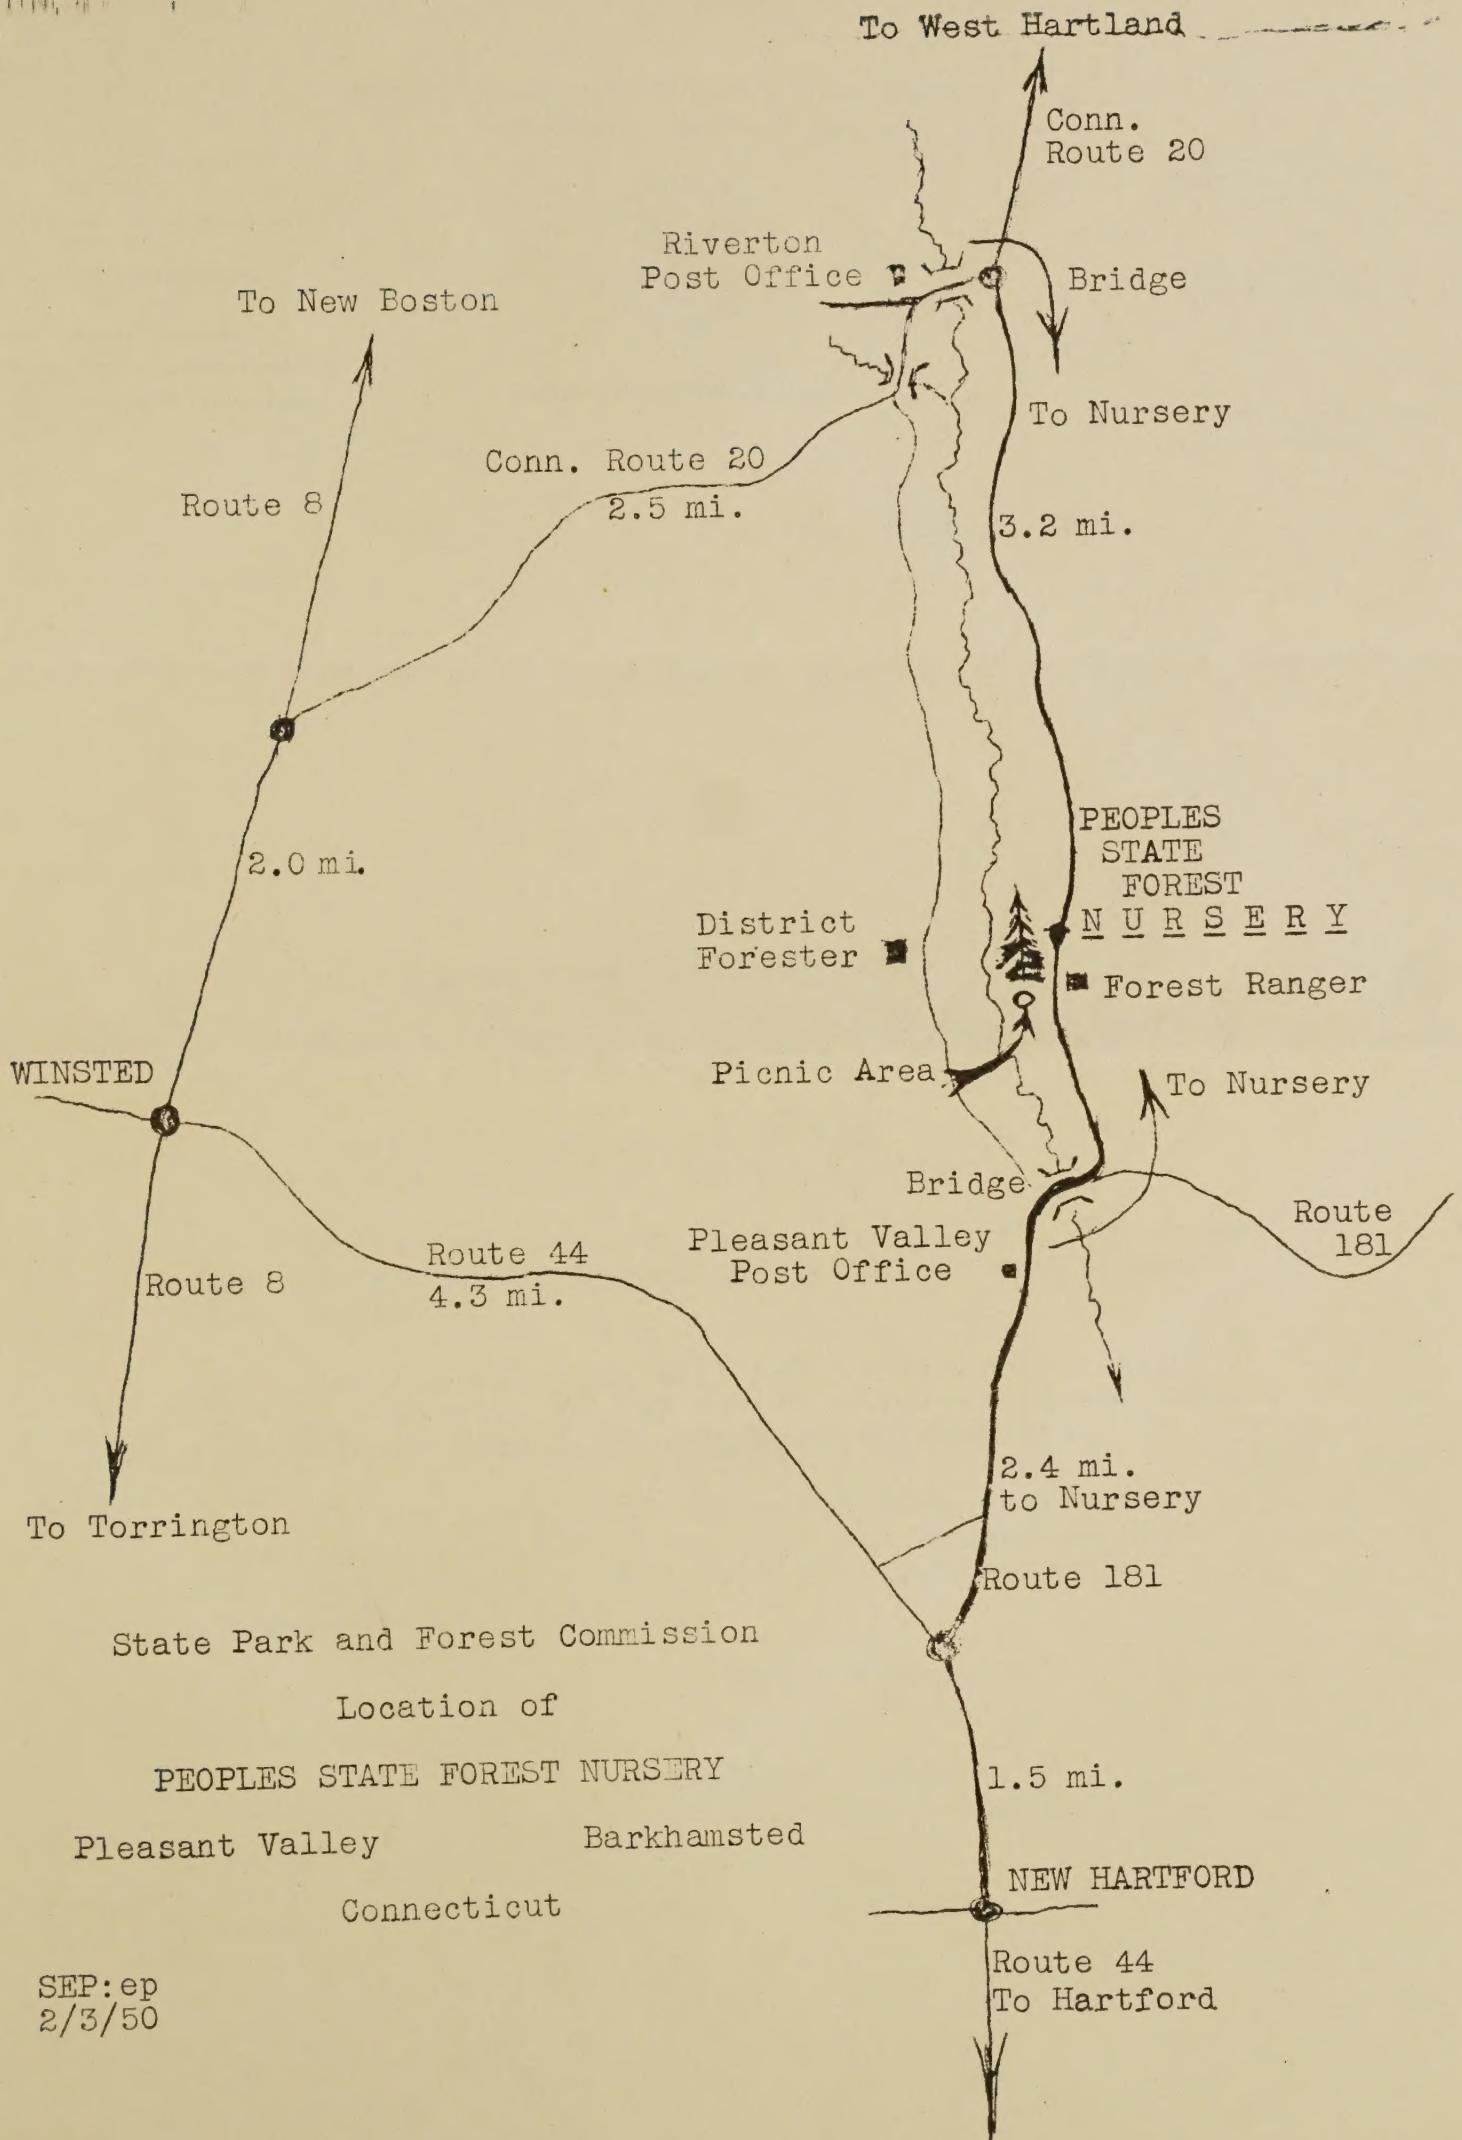 To West Hartland
Conn.
Route 20
Riverton
Post Office
Bridge
To New Boston
To Nursery
Conn. Route 20
2.5 mi.
Route 8
3.2 mi.
PEOPLES
STATE
FOREST
NURSERY
2.0 mi.
District
Forester
Forest Ranger
WINSTED
Picnic Area
To Nursery
Bridge
Route
181
Pleasant Valley
Post Office
Route 44
4.3 mi.
Route 8
2.4 mi.
to Nursery
To Torrington
Route 181
State Park and Forest Commission
Location of
PEOPLES STATE FOREST NURSERY
Pleasant Valley Barkhamsted
Connecticut
1.5 mi.
NEW HARTFORD
Route 44
To Hartford
SEP:ep
2/3/50